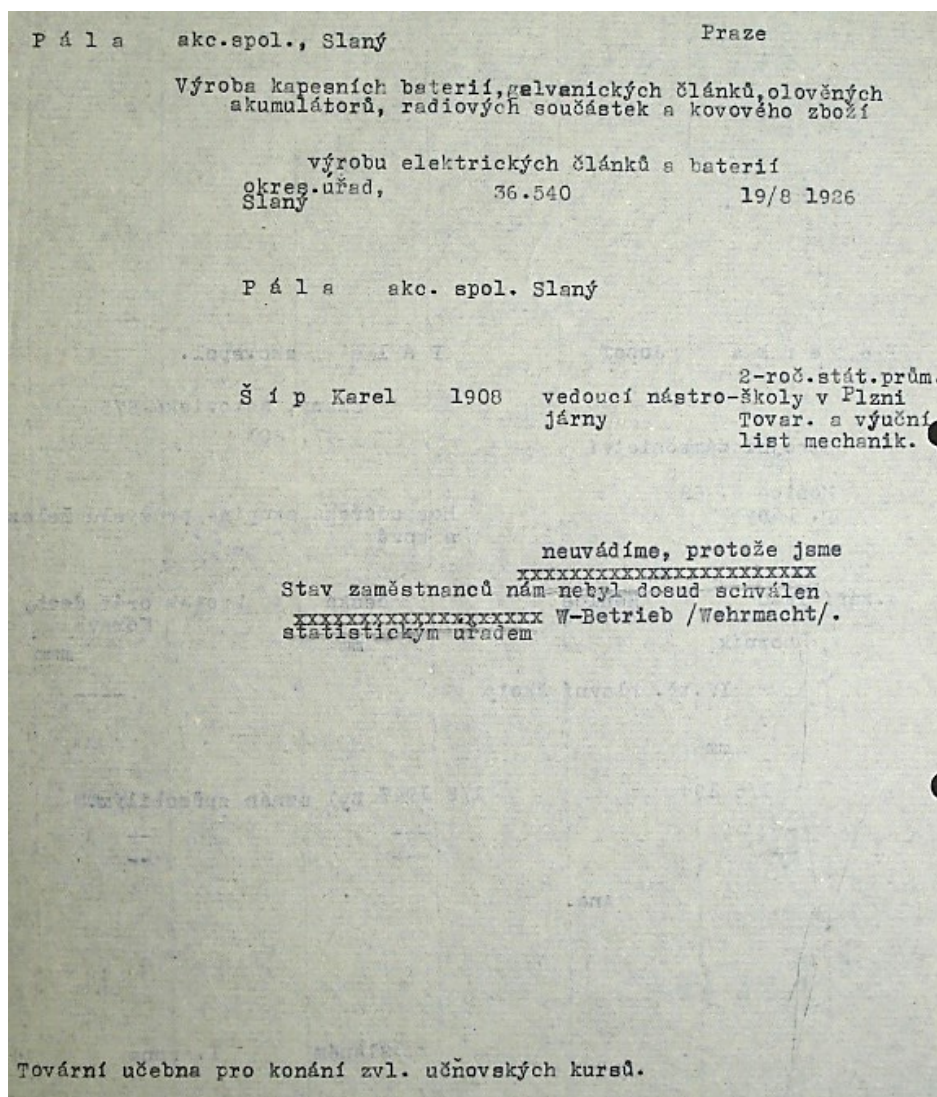 P á l a akc.spol., Slaný Praze
Výroba kapesních baterií,galvanických článků,olověných
akumulátorů, radiových součástek a kovového zboží
výrobu elektrických článků a baterií
okres.úřad, 36.540 19/8 1926
Slaný
P á l a akc. spol. Slaný
2-roč.stát.prům.
Š í p Karel 1908 vedoucí nástro-školy v Plzni
járny Tovar. a výuční
list mechanik.
neuvádíme, protože jsme
xxxxxxxxxxxxxxxxxxxxxxx
Stav zaměstnanců nám nebyl dosud schválen
xxxxxxxxxxxxxxxxxxx W-Betrieb /Wehrmacht/.
statistickým úřadem
Tovární učebna pro konání zvl. učňovských kursů.